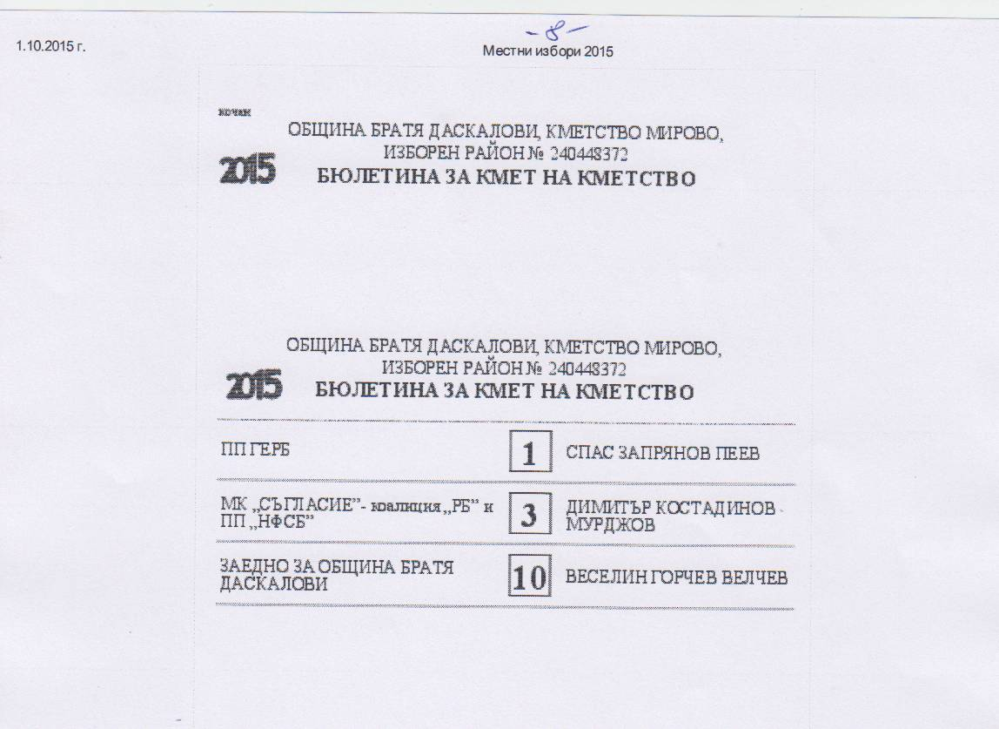 - 8 -
1.10.2015 г.
Местни избори 2015
кочан
ОБЩИНА БРАТЯ ДАСКАЛОВИ, КМЕТСТВО МИРОВО,
ИЗБОРЕН РАЙОН № 240448372
2015
БЮЛЕТИНА ЗА КМЕТ НА КМЕТСТВО
ОБЩИНА БРАТЯ ДАСКАЛОВИ, КМЕТСТВО МИРОВО,
ИЗБОРЕН РАЙОН № 240448372
2015
БЮЛЕТИНА ЗА КМЕТ НА КМЕТСТВО
ПП ГЕРБ
1
СПАС ЗАПРЯНОВ ПЕЕВ
МК „СЪГЛАСИЕ”- коалиция „РБ” и
ПП „НФСБ”
3
ДИМИТЪР КОСТАДИНОВ
МУРДЖОВ
ЗАЕДНО ЗА ОБЩИНА БРАТЯ
ДАСКАЛОВИ
10
ВЕСЕЛИН ГОРЧЕВ ВЕЛЧЕВ